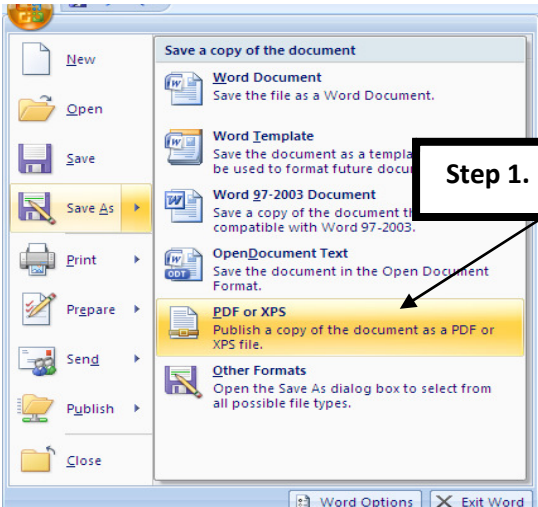 New
Open
Save
Save As
Print
Prepare
Send
Publish
Close
Save a copy of the document
Word Document
Save the file as a Word Document.
Word Template
Save the document as a
be used to format future
Word 97-2003 Document
Save a copy of the document
compatible with Word 97-2003.
OpenDocument Text
Save the document in the Open Document
Format.
PDF or XPS
Publish a copy of the document as a PDF or
XPS file.
Other Formats
Open the Save As dialog box to select from
all possible file types.
Step 1.
Word Options
Exit Word